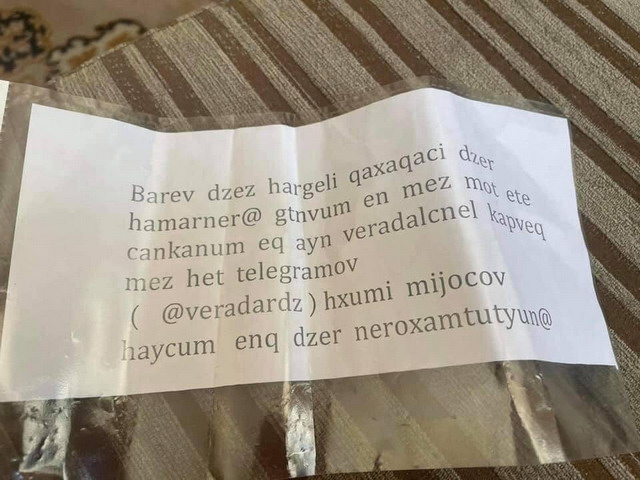 Barev dzez hargeli qaxaqaci dzer
hamarner@ gtnvum en mez mot ete
cankanum eq ayn veradalcnel kapveq
mez het telegramov
( @veradardz ) hxumi mijocov
haycum enq dzer neroxamtutyun@